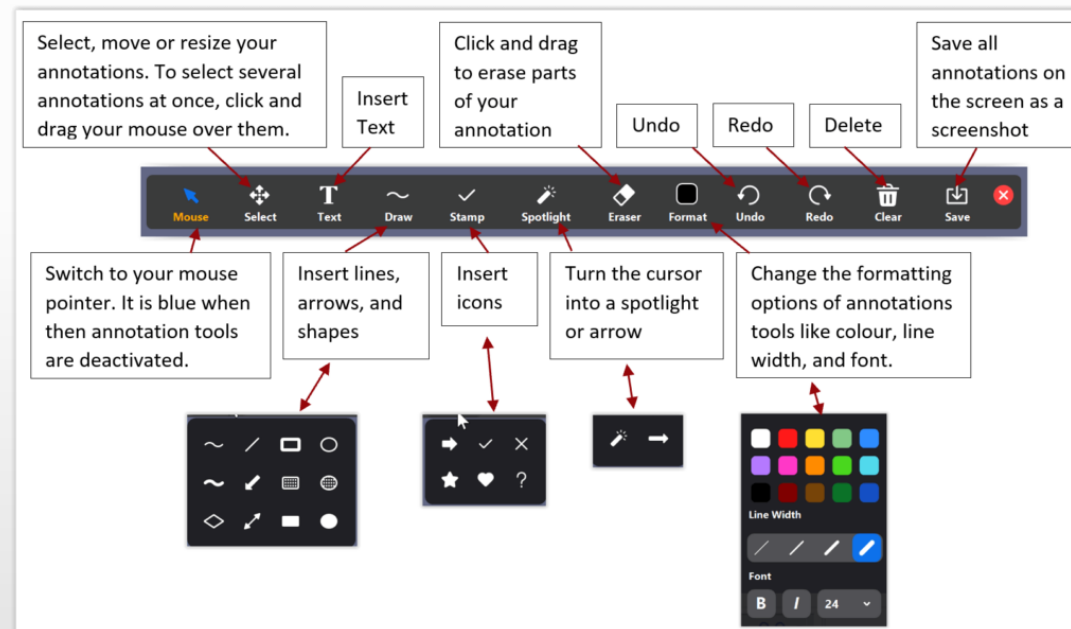 Select, move or resize your
annotations. To select several
annotations at once, click and
drag your mouse over them.
Insert
Text
Click and drag
to erase parts
of your
annotation
Undo
Redo
Delete
Save all
annotations on
the screen as a
screenshot
Mouse
Select
Text
Draw
Stamp
Spotlight
Eraser
Format
Undo
Redo
Clear
Save
Switch to your mouse
pointer. It is blue when
then annotation tools
are deactivated.
Insert lines,
arrows, and
shapes
Insert
icons
Turn the cursor
into a spotlight
or arrow
Change the formatting
options of annotations
tools like colour, line
width, and font.
Line Width
Font
B I 24